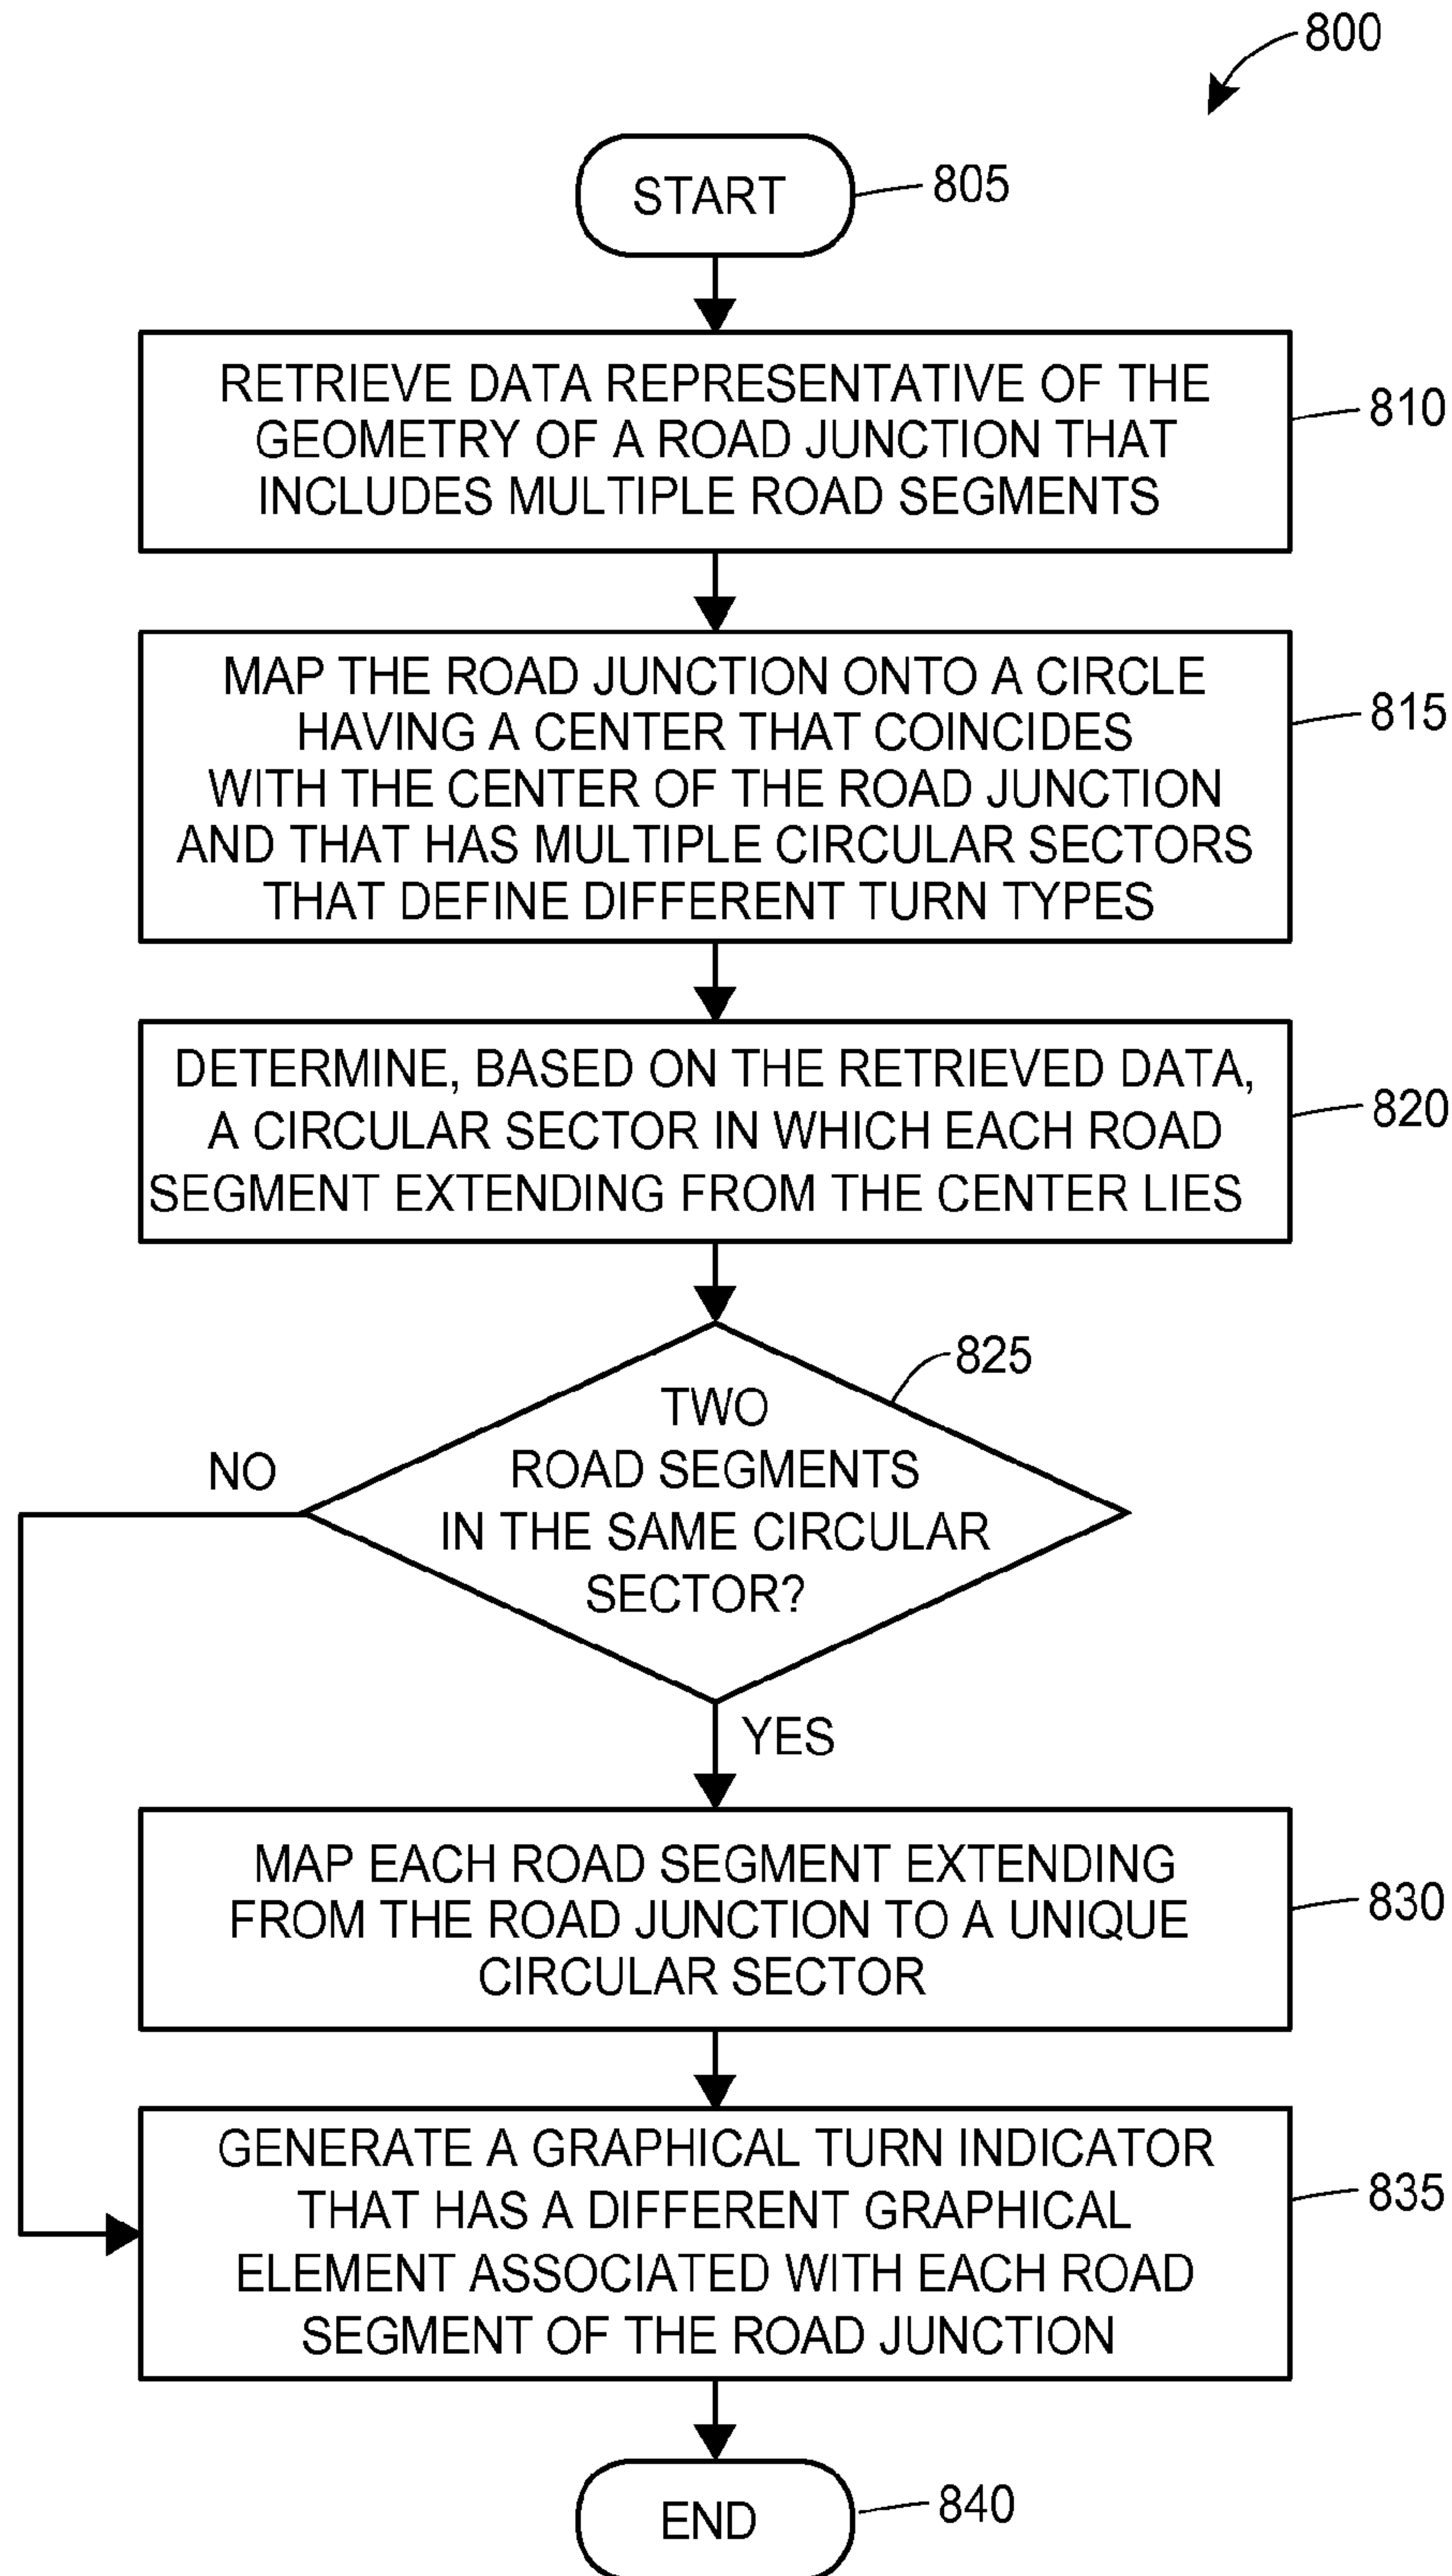 800
START
805
RETRIEVE DATA REPRESENTATIVE OF THE
GEOMETRY OF A ROAD JUNCTION THAT
INCLUDES MULTIPLE ROAD SEGMENTS
810
MAP THE ROAD JUNCTION ONTO A CIRCLE
HAVING A CENTER THAT COINCIDES
WITH THE CENTER OF THE ROAD JUNCTION
AND THAT HAS MULTIPLE CIRCULAR SECTORS
THAT DEFINE DIFFERENT TURN TYPES
815
DETERMINE, BASED ON THE RETRIEVED DATA,
A CIRCULAR SECTOR IN WHICH EACH ROAD
SEGMENT EXTENDING FROM THE CENTER LIES
820
825
TWO
ROAD SEGMENTS
IN THE SAME CIRCULAR
SECTOR?
NO
YES
MAP EACH ROAD SEGMENT EXTENDING
FROM THE ROAD JUNCTION TO A UNIQUE
CIRCULAR SECTOR
830
GENERATE A GRAPHICAL TURN INDICATOR
THAT HAS A DIFFERENT GRAPHICAL
ELEMENT ASSOCIATED WITH EACH ROAD
SEGMENT OF THE ROAD JUNCTION
835
END
840